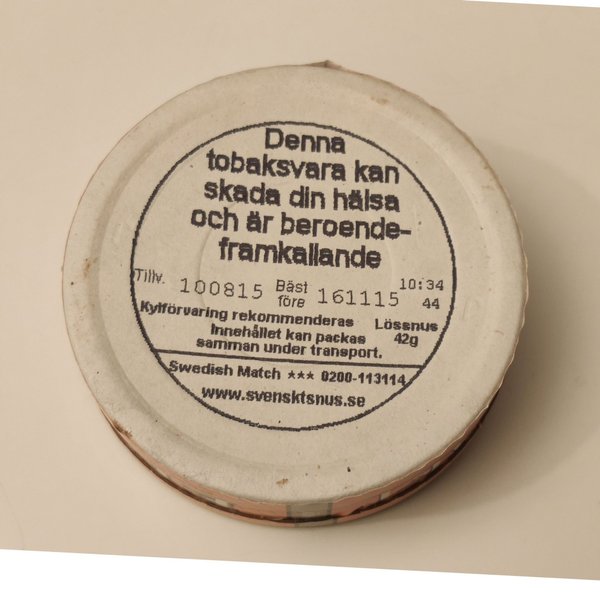 Denna
tobaksvara kan
skada din hälsa
och är beroende-
framkallande
Tillv. 100815 Bäst före 161115 10:34 44
Kylförvaring rekommenderas Lössnus
Innehållet kan packas 42g
samman under transport.
Swedish Match ★★★ 0200-113114
www.svensktsnus.se